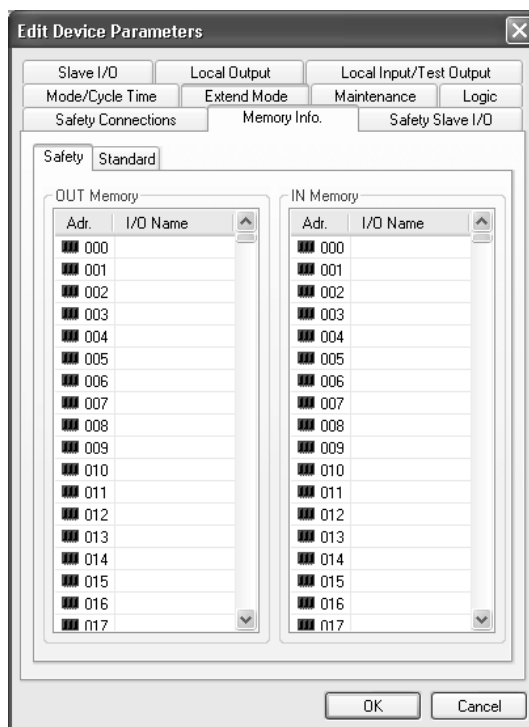 Edit Device Parameters
Slave I/O Local Output Local Input/Test Output
Mode/Cycle Time Extend Mode Maintenance Logic
Safety Connections Memory Info. Safety Slave I/O
Safety Standard
OUT Memory IN Memory
Adr. I/O Name Adr. I/O Name
000 000
001 001
002 002
003 003
004 004
005 005
006 006
007 007
008 008
009 009
010 010
011 011
012 012
013 013
014 014
015 015
016 016
017 017
OK Cancel